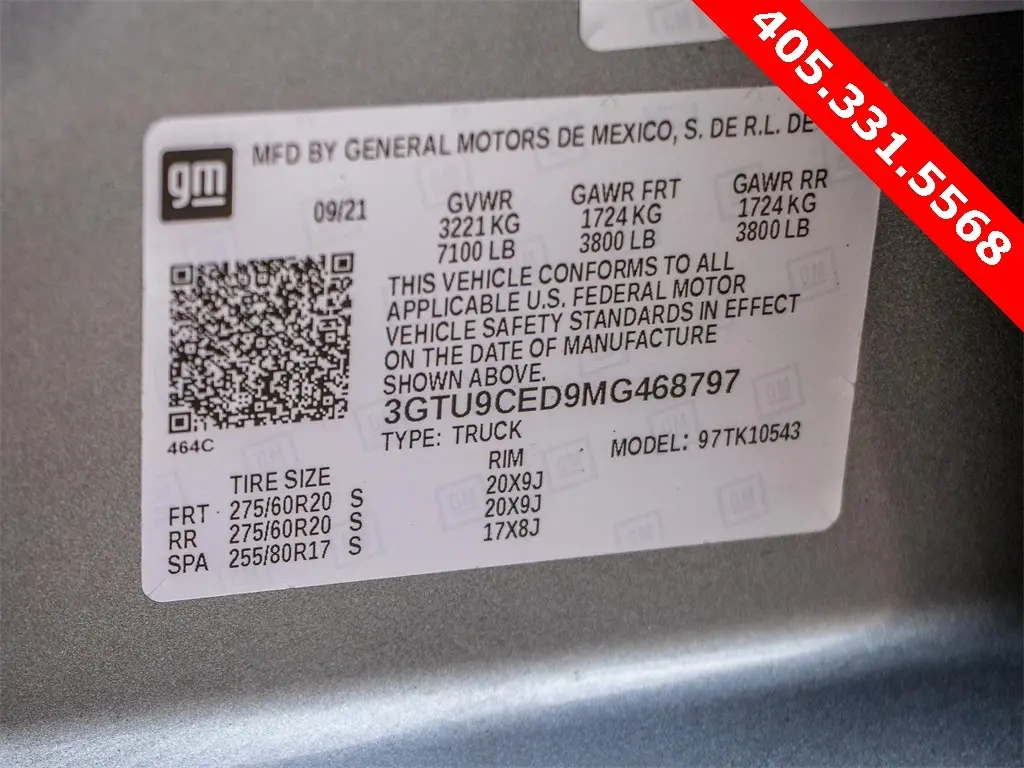 405.331.5568
MFD BY GENERAL MOTORS DE MEXICO, S. DE R.L. DE
gm
09/21
GVWR
3221 KG
7100 LB
GAWR FRT
1724 KG
3800 LB
GAWR RR
1724 KG
3800 LB
THIS VEHICLE CONFORMS TO ALL
APPLICABLE U.S. FEDERAL MOTOR
VEHICLE SAFETY STANDARDS IN EFFECT
ON THE DATE OF MANUFACTURE
SHOWN ABOVE.
3GTU9CED9MG468797
464C
TYPE: TRUCK
MODEL: 97TK10543
TIRE SIZE
RIM
FRT 275/60R20 S 20X9J
RR 275/60R20 S 20X9J
SPA 255/80R17 S 17X8J